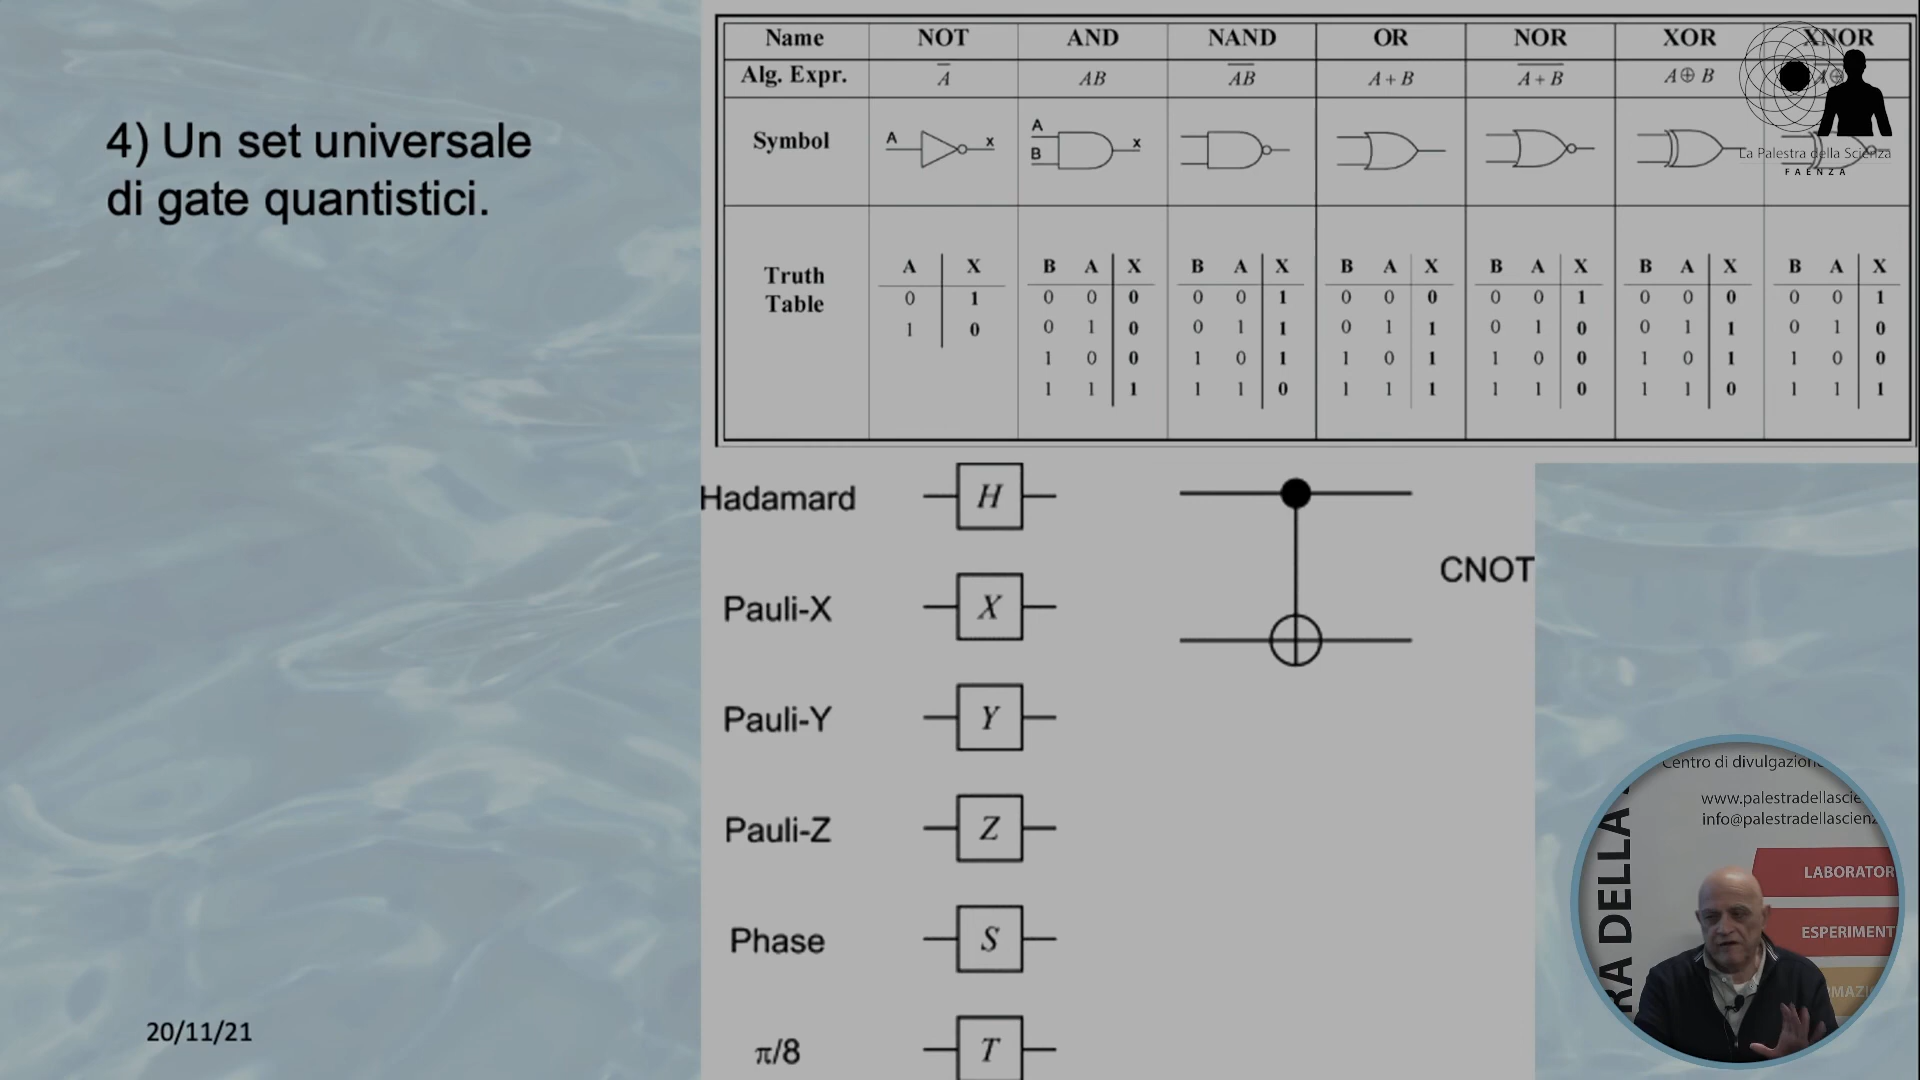 4) Un set universale
di gate quantistici.
Name NOT AND NAND OR NOR XOR XNOR
Alg. Expr. A AB AB A + B A + B A ⊕ B A ⊕
Symbol A x A B x
La Palestra della Scienza
FAENZA
Truth
Table
A X B A X B A X B A X B A X B A X B A X
0 1 0 0 0 0 0 1 0 0 0 0 0 1 0 0 0 0 0 1
1 0 0 1 0 0 1 1 0 1 1 0 1 0 0 1 1 0 1 0
1 0 0 1 0 1 1 0 1 1 0 0 1 0 1 1 0 0
1 1 1 1 1 0 1 1 1 1 1 0 1 1 0 1 1 1
Hadamard H
CNOT
Pauli-X X
Pauli-Y Y
Pauli-Z Z
Phase S
π/8 T
20/11/21
Centro di divulgazione
www.palestradellascie
info@palestradellascienz
RA DELLA
LABORATOR
ESPERIMENT
RMAZI